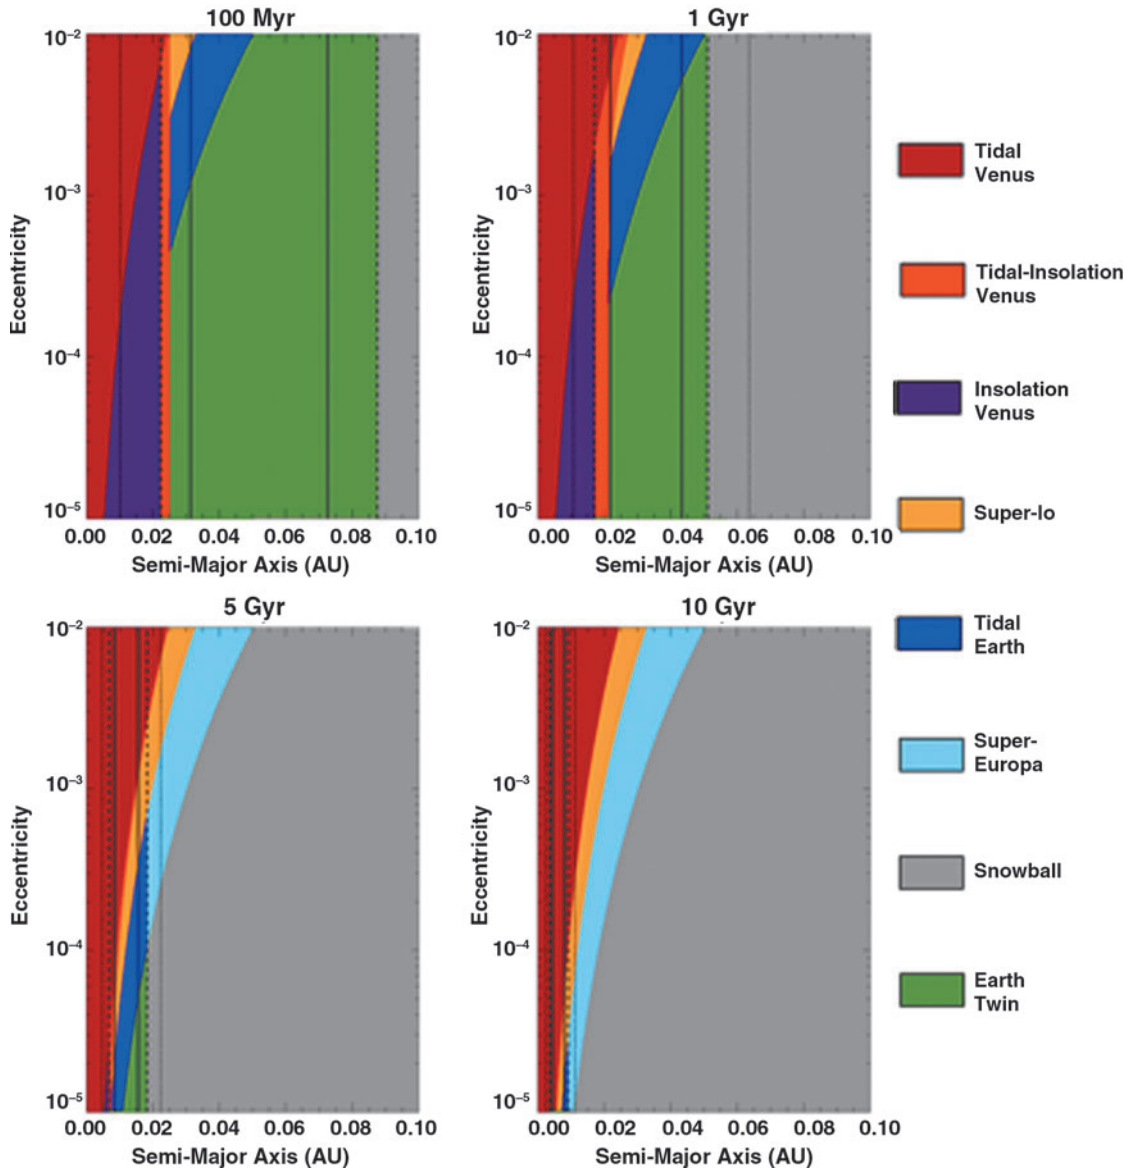 100 Myr
1 Gyr
10⁻²
10⁻³
10⁻⁴
10⁻⁵
Eccentricity
0.00 0.02 0.04 0.06 0.08 0.10
Semi-Major Axis (AU)
10⁻²
10⁻³
10⁻⁴
10⁻⁵
Eccentricity
0.00 0.02 0.04 0.06 0.08 0.10
Semi-Major Axis (AU)
5 Gyr
10 Gyr
10⁻²
10⁻³
10⁻⁴
10⁻⁵
Eccentricity
0.00 0.02 0.04 0.06 0.08 0.10
Semi-Major Axis (AU)
10⁻²
10⁻³
10⁻⁴
10⁻⁵
Eccentricity
0.00 0.02 0.04 0.06 0.08 0.10
Semi-Major Axis (AU)
Tidal
Venus
Tidal-Insolation
Venus
Insolation
Venus
Super-Io
Tidal
Earth
Super-
Europa
Snowball
Earth
Twin